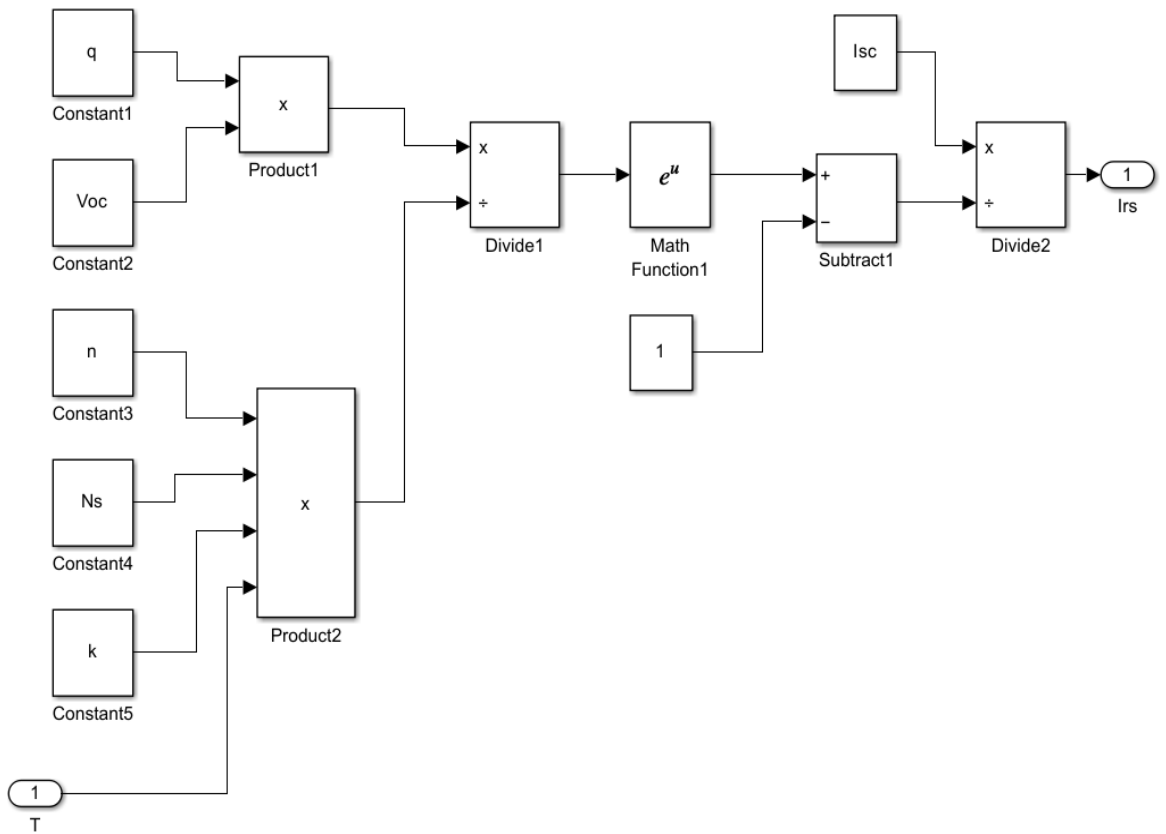 q
Constant1
x
Product1
Voc
Constant2
n
Constant3
Ns
Constant4
k
Constant5
x
Product2
1
T
x
÷
Divide1
e^u
Math
Function1
1
+
−
Subtract1
Isc
x
÷
Divide2
1
Irs